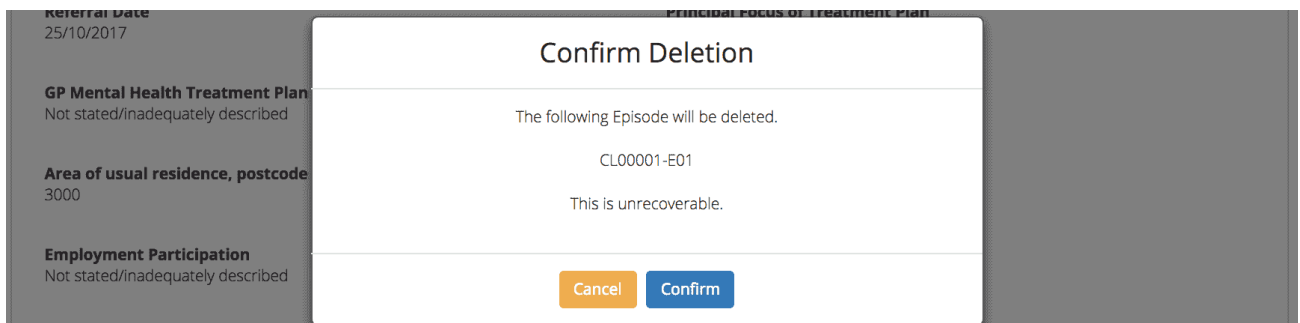 Referral Date
25/10/2017
Principal Focus of Treatment Plan
GP Mental Health Treatment Plan
Not stated/inadequately described
Area of usual residence, postcode
3000
Employment Participation
Not stated/inadequately described
Confirm Deletion
The following Episode will be deleted.
CL00001-E01
This is unrecoverable.
Cancel
Confirm